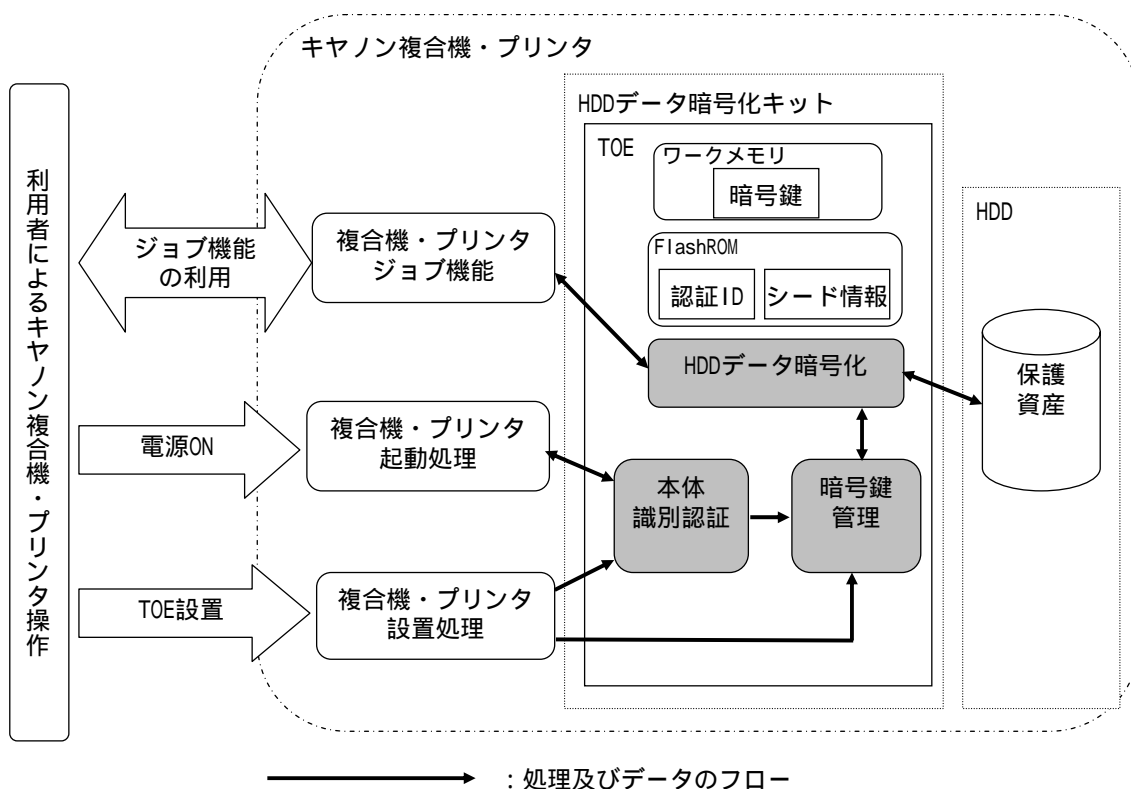 キヤノン複合機・プリンタ
利用者によるキヤノン複合機・プリンタ操作
HDDデータ暗号化キット
TOE
ワークメモリ
暗号鍵
HDD
ジョブ機能
の利用
複合機・プリンタ
ジョブ機能
FlashROM
認証ID
シード情報
HDDデータ暗号化
保護
資産
電源ON
複合機・プリンタ
起動処理
本体
識別認証
暗号鍵
管理
TOE設置
複合機・プリンタ
設置処理
：処理及びデータのフロー